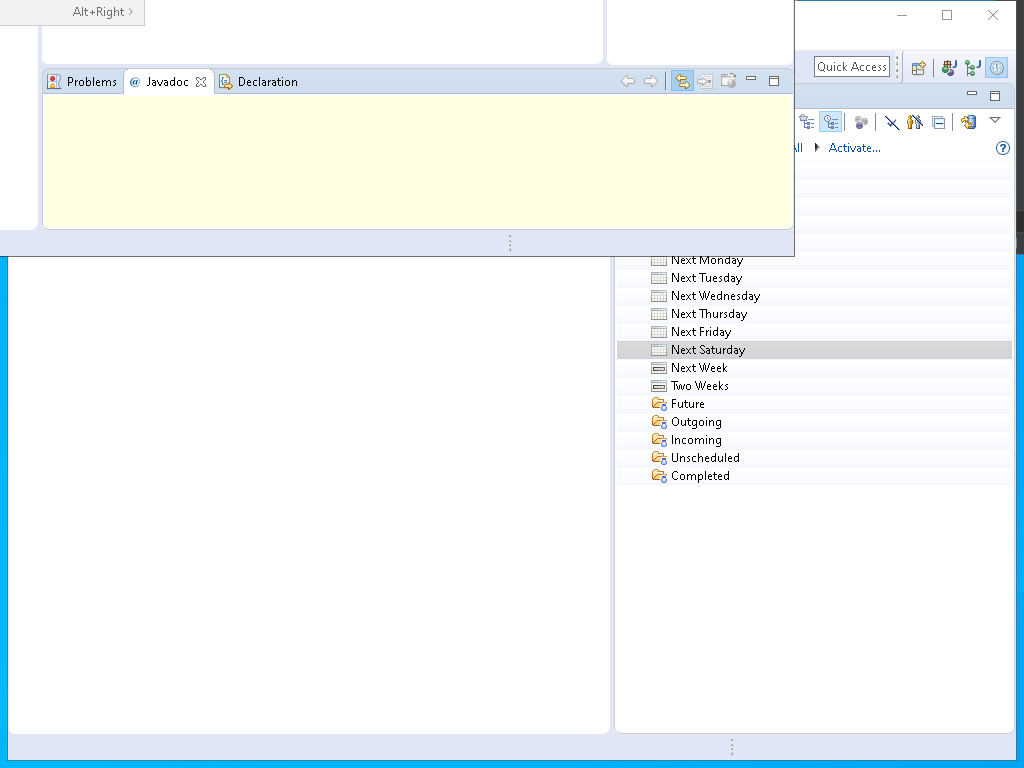 Alt+Right
Problems
@ Javadoc
Declaration
Quick Access
Activate...
Next Monday
Next Tuesday
Next Wednesday
Next Thursday
Next Friday
Next Saturday
Next Week
Two Weeks
Future
Outgoing
Incoming
Unscheduled
Completed